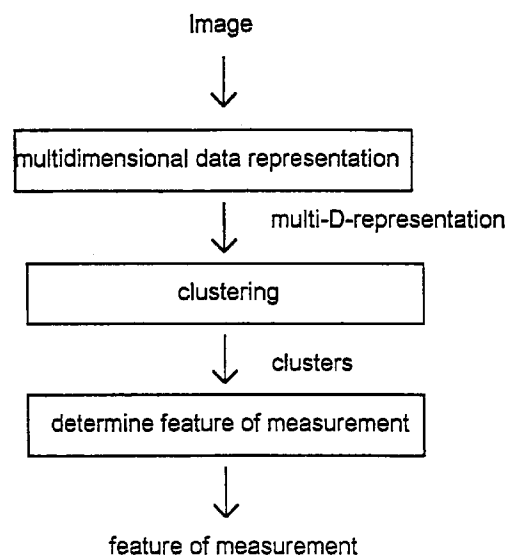 Image
multidimensional data representation
multi-D-representation
clustering
clusters
determine feature of measurement
feature of measurement